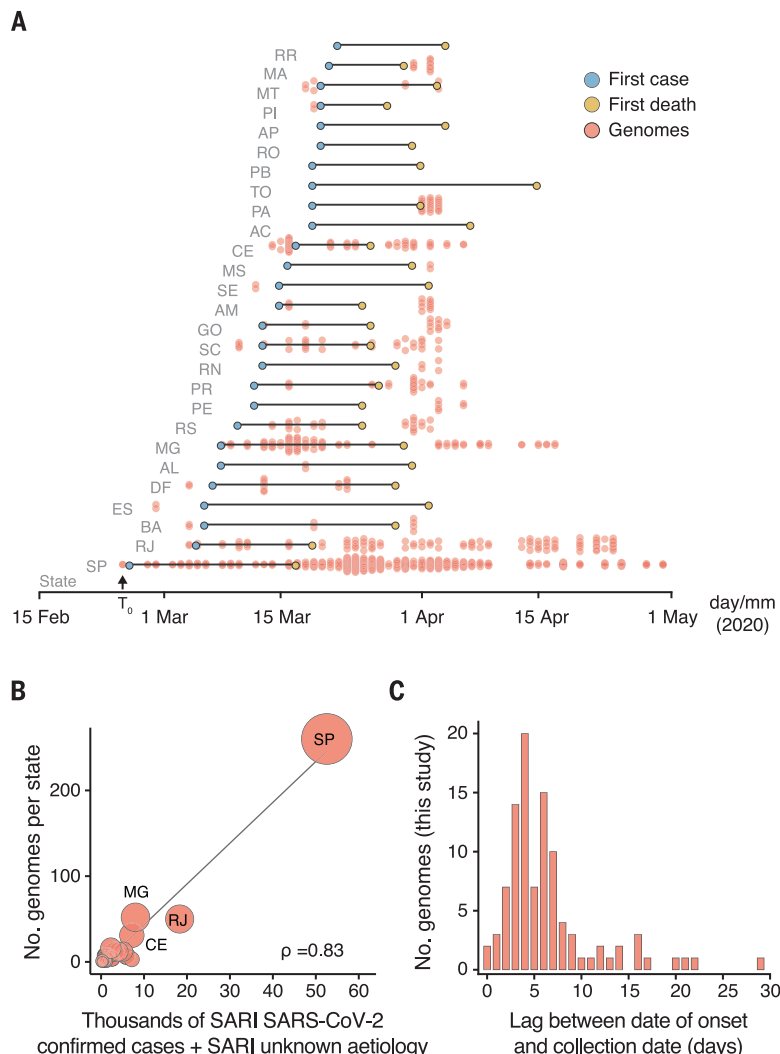 A
RR
MA
MT
PI
AP
RO
PB
TO
PA
AC
CE
MS
SE
AM
GO
SC
RN
PR
PE
RS
MG
AL
DF
ES
BA
RJ
SP
State
First case
First death
Genomes
T0
15 Feb
1 Mar
15 Mar
1 Apr
15 Apr
1 May
day/mm
(2020)
B
No. genomes per state
200
100
0
SP
MG
RJ
CE
ρ =0.83
0 10 20 30 40 50 60
Thousands of SARI SARS-CoV-2
confirmed cases + SARI unknown aetiology
C
No. genomes (this study)
20
15
10
5
0
0 5 10 15 20 25 30
Lag between date of onset
and collection date (days)